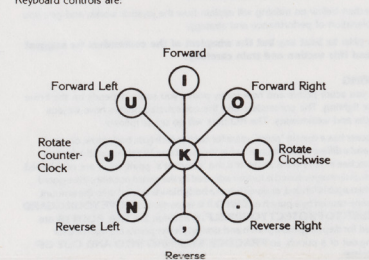 Keyboard controls are:
Forward
I
Forward Left
Forward Right
U
O
Rotate
Counter-
Clock
J
K
L
Rotate
Clockwise
N
.
Reverse Left
Reverse Right
,
Reverse